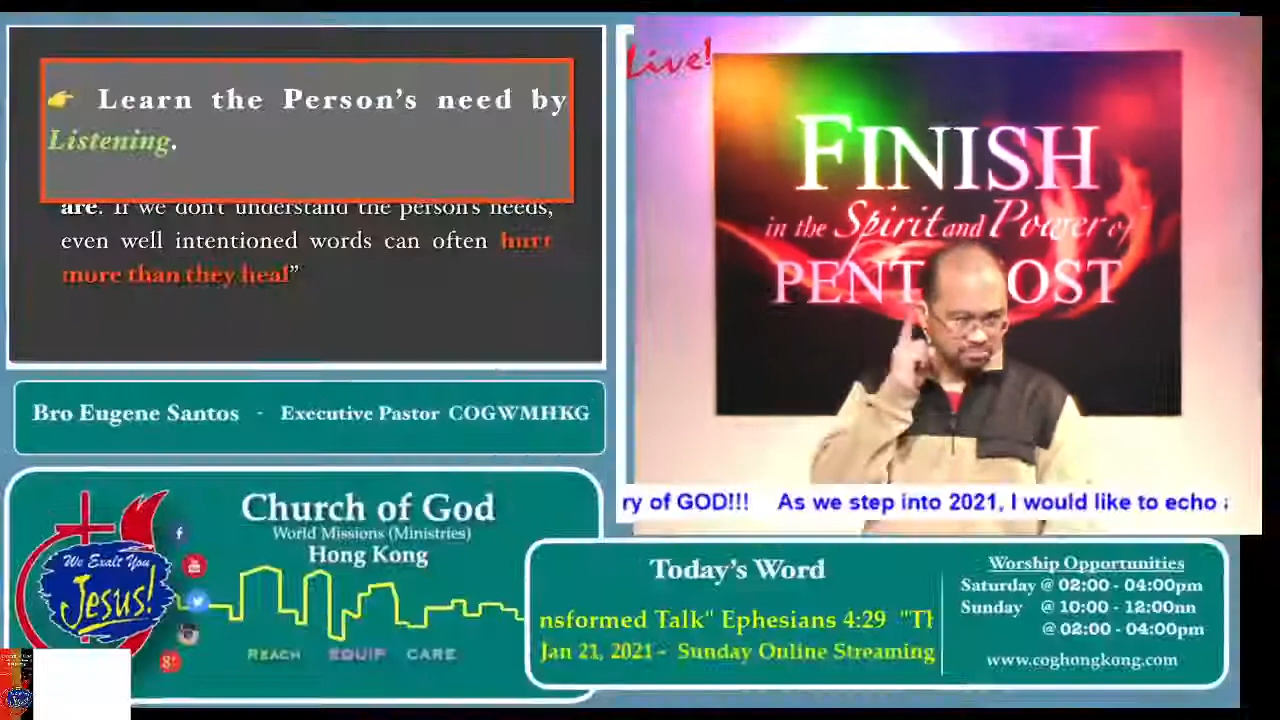 👉 Learn the Person's need by
Listening.
are. If we don't understand the person's needs,
even well intentioned words can often hurt
more than they heal”
Bro Eugene Santos - Executive Pastor COGWMHKG
Church of God
World Missions (Ministries)
Hong Kong
We Exalt You
Jesus!
REACH EQUIP CARE
Live!
FINISH
in the Spirit and Power of
PENT OST
ry of GOD!!! As we step into 2021, I would like to echo
Today's Word
nsformed Talk" Ephesians 4:29 "Th
Jan 21, 2021 - Sunday Online Streaming
Worship Opportunities
Saturday @ 02:00 - 04:00pm
Sunday @ 10:00 - 12:00nn
@ 02:00 - 04:00pm
www.coghongkong.com